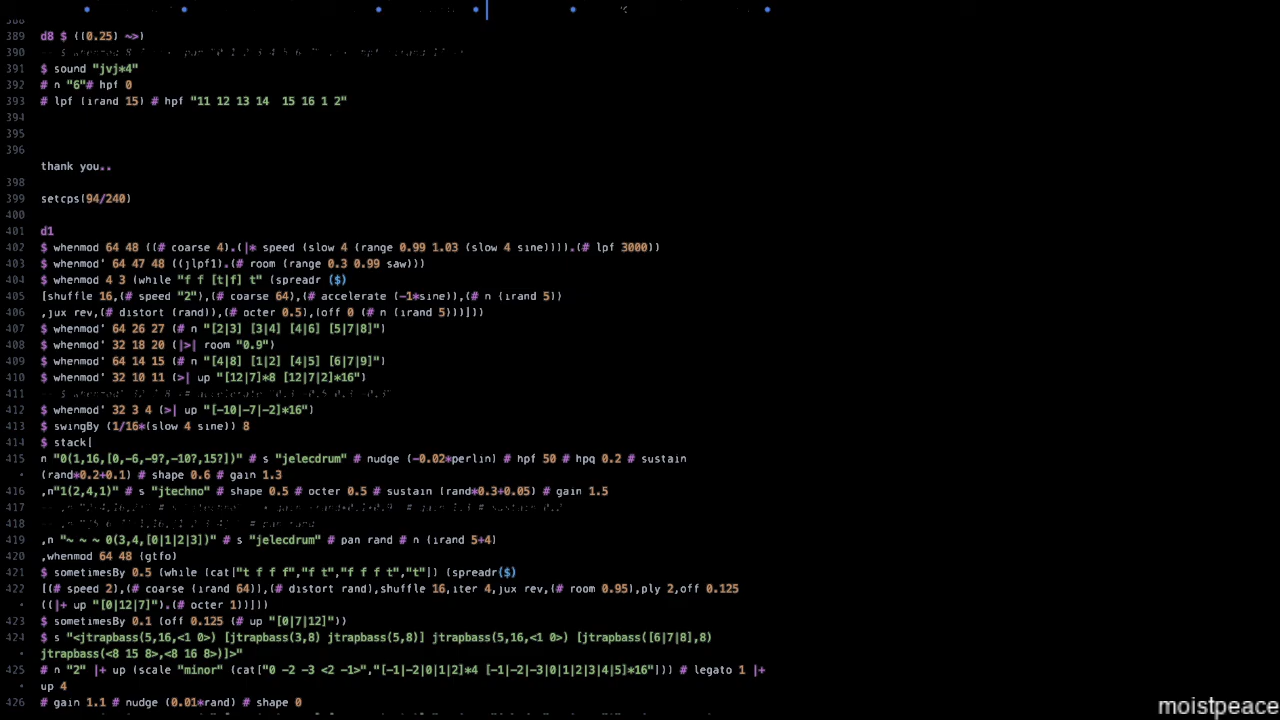 388
389 d8 $ ((0.25) ~>)
390
391 $ sound "jvj*4"
392 # n "6"# hpf 0
393 # lpf (irand 15) # hpf "11 12 13 14  15 16 1 2"
394
395
396
thank you..
398
399 setcps(94/240)
400
401 d1
402 $ whenmod 64 48 ((# coarse 4).(|* speed (slow 4 (range 0.99 1.03 (slow 4 sine)))).(# lpf 3000))
403 $ whenmod' 64 47 48 ((jlpf1).(# room (range 0.3 0.99 saw)))
404 $ whenmod 4 3 (while "f f [t|f] t" (spreadr ($)
405 [shuffle 16,(# speed "2"),(# coarse 64),(# accelerate (-1*sine)),(# n (irand 5))
406 ,jux rev,(# distort (rand)),(# octer 0.5),(off 0 (# n (irand 5)))]))
407 $ whenmod' 64 26 27 (# n "[2|3] [3|4] [4|6] [5|7|8]")
408 $ whenmod' 32 18 20 (|>| room "0.9")
409 $ whenmod' 64 14 15 (# n "[4|8] [1|2] [4|5] [6|7|9]")
410 $ whenmod' 32 10 11 (>| up "[12|7]*8 [12|7|2]*16")
411
412 $ whenmod' 32 3 4 (>| up "[-10|-7|-2]*16")
413 $ swingBy (1/16*(slow 4 sine)) 8
414 $ stack[
415 n "0(1,16,[0,-6,-9?,-10?,15?])" # s "jelecdrum" # nudge (-0.02*perlin) # hpf 50 # hpq 0.2 # sustain
(rand*0.2+0.1) # shape 0.6 # gain 1.3
416 ,n"1(2,4,1)" # s "jtechno" # shape 0.5 # octer 0.5 # sustain (rand*0.3+0.05) # gain 1.5
417
418
419 ,n "~ ~ ~ 0(3,4,[0|1|2|3])" # s "jelecdrum" # pan rand # n (irand 5+4)
420 ,whenmod 64 48 (gtfo)
421 $ sometimesBy 0.5 (while (cat["t f f f","f t","f f f t","t"]) (spreadr($)
422 [(# speed 2),(# coarse (irand 64)),(# distort rand),shuffle 16,iter 4,jux rev,(# room 0.95),ply 2,off 0.125
((|+ up "[0|12|7]").(# octer 1))]))
423 $ sometimesBy 0.1 (off 0.125 (# up "[0|7|12]"))
424 $ s "<jtrapbass(5,16,<1 0>) [jtrapbass(3,8) jtrapbass(5,8)] jtrapbass(5,16,<1 0>) [jtrapbass([6|7|8],8)
jtrapbass(<8 15 8>,<8 16 8>)]>"
425 # n "2" |+ up (scale "minor" (cat["0 -2 -3 <2 -1>","[-1|-2|0|1|2]*4 [-1|-2|-3|0|1|2|3|4|5]*16"])) # legato 1 |+
up 4
426 # gain 1.1 # nudge (0.01*rand) # shape 0
moistpeace